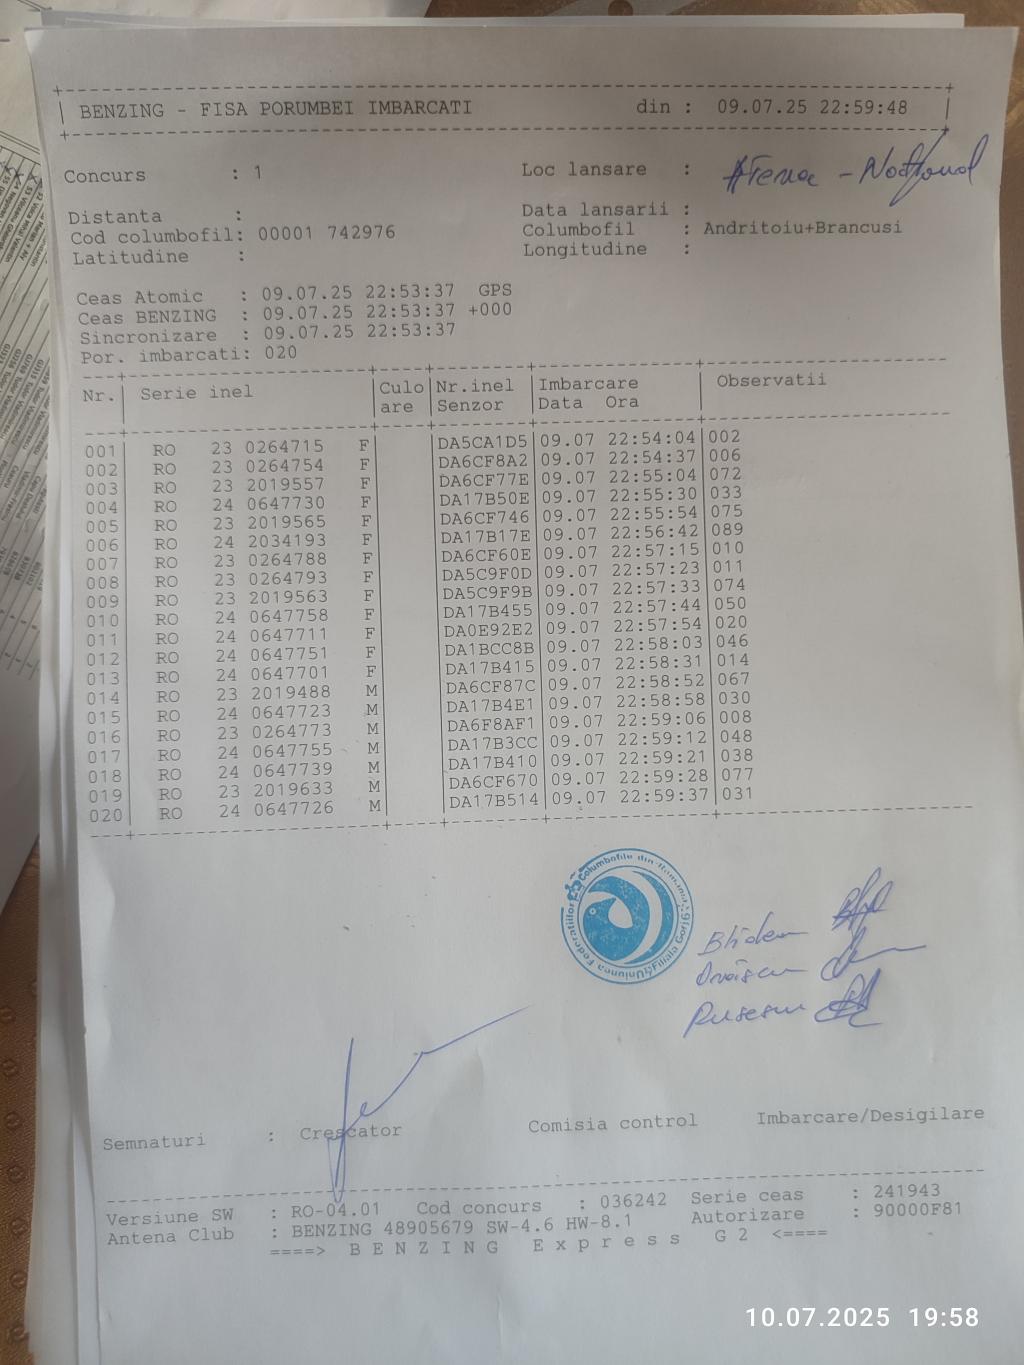 BENZING - FISA PORUMBEI IMBARCATI din : 09.07.25 22:59:48
Concurs : 1 Loc lansare : Atena - Național
Distanta : Data lansarii :
Cod columbofil: 00001 742976 Columbofil : Andritoiu+Brancusi
Latitudine : Longitudine :
Ceas Atomic : 09.07.25 22:53:37 GPS
Ceas BENZING : 09.07.25 22:53:37 +000
Sincronizare : 09.07.25 22:53:37
Por. imbarcati: 020
Nr. Serie inel Culo Nr.inel Imbarcare Observatii
are Senzor Data Ora
001 RO 23 0264715 F DA5CA1D5 09.07 22:54:04 002
002 RO 23 0264754 F DA6CF8A2 09.07 22:54:37 006
003 RO 23 2019557 F DA6CF77E 09.07 22:55:04 072
004 RO 24 0647730 F DA17B50E 09.07 22:55:30 033
005 RO 23 2019565 F DA6CF746 09.07 22:55:54 075
006 RO 24 2034193 F DA17B17E 09.07 22:56:42 089
007 RO 23 0264788 F DA6CF60E 09.07 22:57:15 010
008 RO 23 0264793 F DA5C9F0D 09.07 22:57:23 011
009 RO 23 2019563 F DA5C9F9B 09.07 22:57:33 074
010 RO 24 0647758 F DA17B455 09.07 22:57:44 050
011 RO 24 0647711 F DA0E92E2 09.07 22:57:54 020
012 RO 24 0647751 F DA1BCC8B 09.07 22:58:03 046
013 RO 24 0647701 F DA17B415 09.07 22:58:31 014
014 RO 23 2019488 M DA6CF87C 09.07 22:58:52 067
015 RO 24 0647723 M DA17B4E1 09.07 22:58:58 030
016 RO 23 0264773 M DA6F8AF1 09.07 22:59:06 008
017 RO 24 0647755 M DA17B3CC 09.07 22:59:12 048
018 RO 24 0647739 M DA17B410 09.07 22:59:21 038
019 RO 23 2019633 M DA6CF670 09.07 22:59:28 077
020 RO 24 0647726 M DA17B514 09.07 22:59:37 031
Uniunea Federatiilor Columbofile din Romania
Filiala Gorj
Semnaturi : Crescator Comisia control Imbarcare/Desigilare
Versiune SW : RO-04.01 Cod concurs : 036242 Serie ceas : 241943
Antena Club : BENZING 48905679 SW-4.6 HW-8.1 Autorizare : 90000F81
====> B E N Z I N G E x p r e s s G 2 <====
10.07.2025 19:58